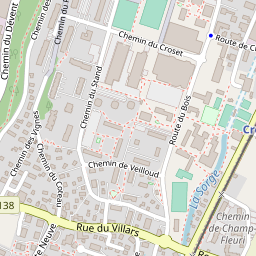 Chemin du Dévent
Chemin du P
Route de C
Chemin du Croset
Chemin du Stand
Route du Bois
Chemin des Vignes
Chemin du Coteau
Chemin de Veilloud
Cr
La Sorge
Chemin
de Champ-
Fleuri
138
Rue du Villars
e Neuve
R